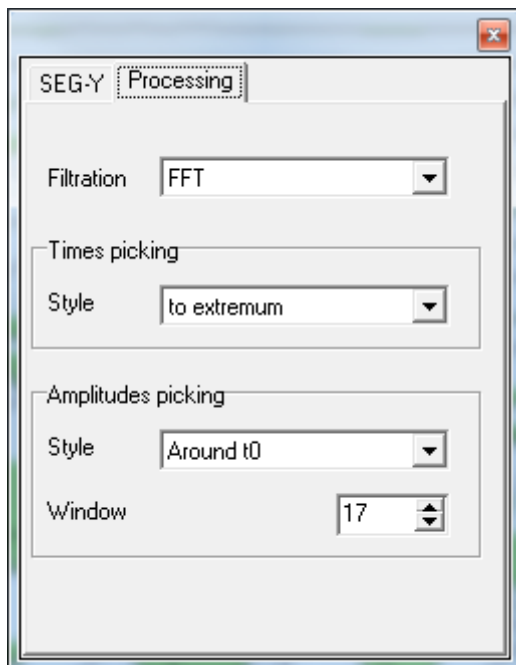 SEG-Y Processing
Filtration FFT
Times picking
Style to extremum
Amplitudes picking
Style Around t0
Window 17